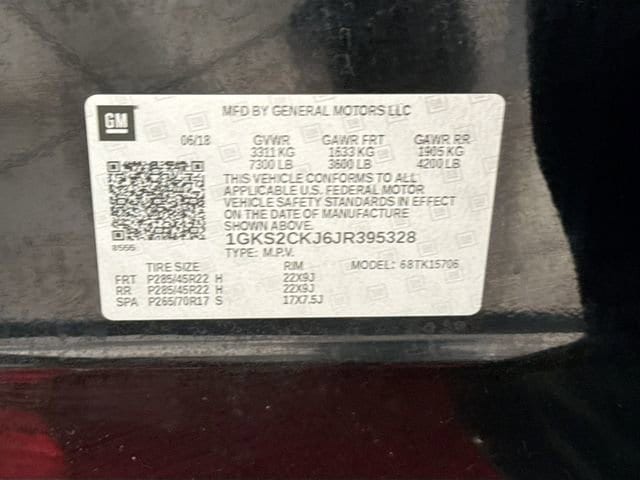 GM
MFD BY GENERAL MOTORS LLC
06/18 GVWR GAWR FRT GAWR RR
3311 KG 1633 KG 1905 KG
7300 LB 3600 LB 4200 LB
THIS VEHICLE CONFORMS TO ALL
APPLICABLE U.S. FEDERAL MOTOR
VEHICLE SAFETY STANDARDS IN EFFECT
ON THE DATE OF MANUFACTURE
SHOWN ABOVE.
1GKS2CKJ6JR395328
8566
TYPE: M.P.V.
TIRE SIZE RIM MODEL: 6BTK15706
FRT P285/45R22 H 22X9J
RR P285/45R22 H 22X9J
SPA P265/70R17 S 17X7.5J